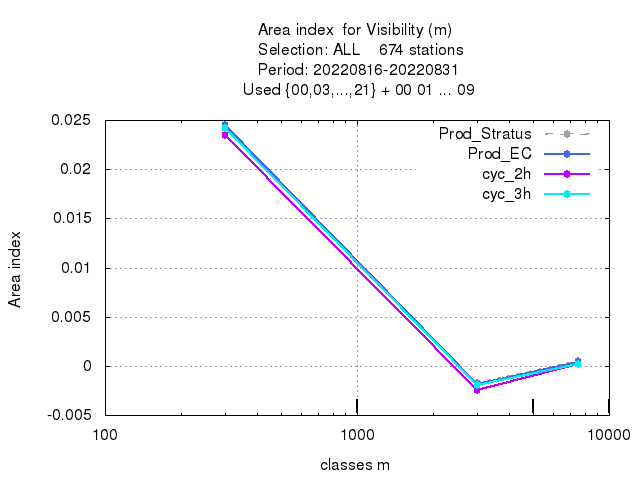 Area index for Visibility (m)
Selection: ALL 674 stations
Period: 20220816-20220831
Used {00,03,...,21} + 00 01 ... 09
0.025
0.02
0.015
0.01
0.005
0
-0.005
Area index
Prod_Stratus
Prod_EC
cyc_2h
cyc_3h
100 1000 10000
classes m